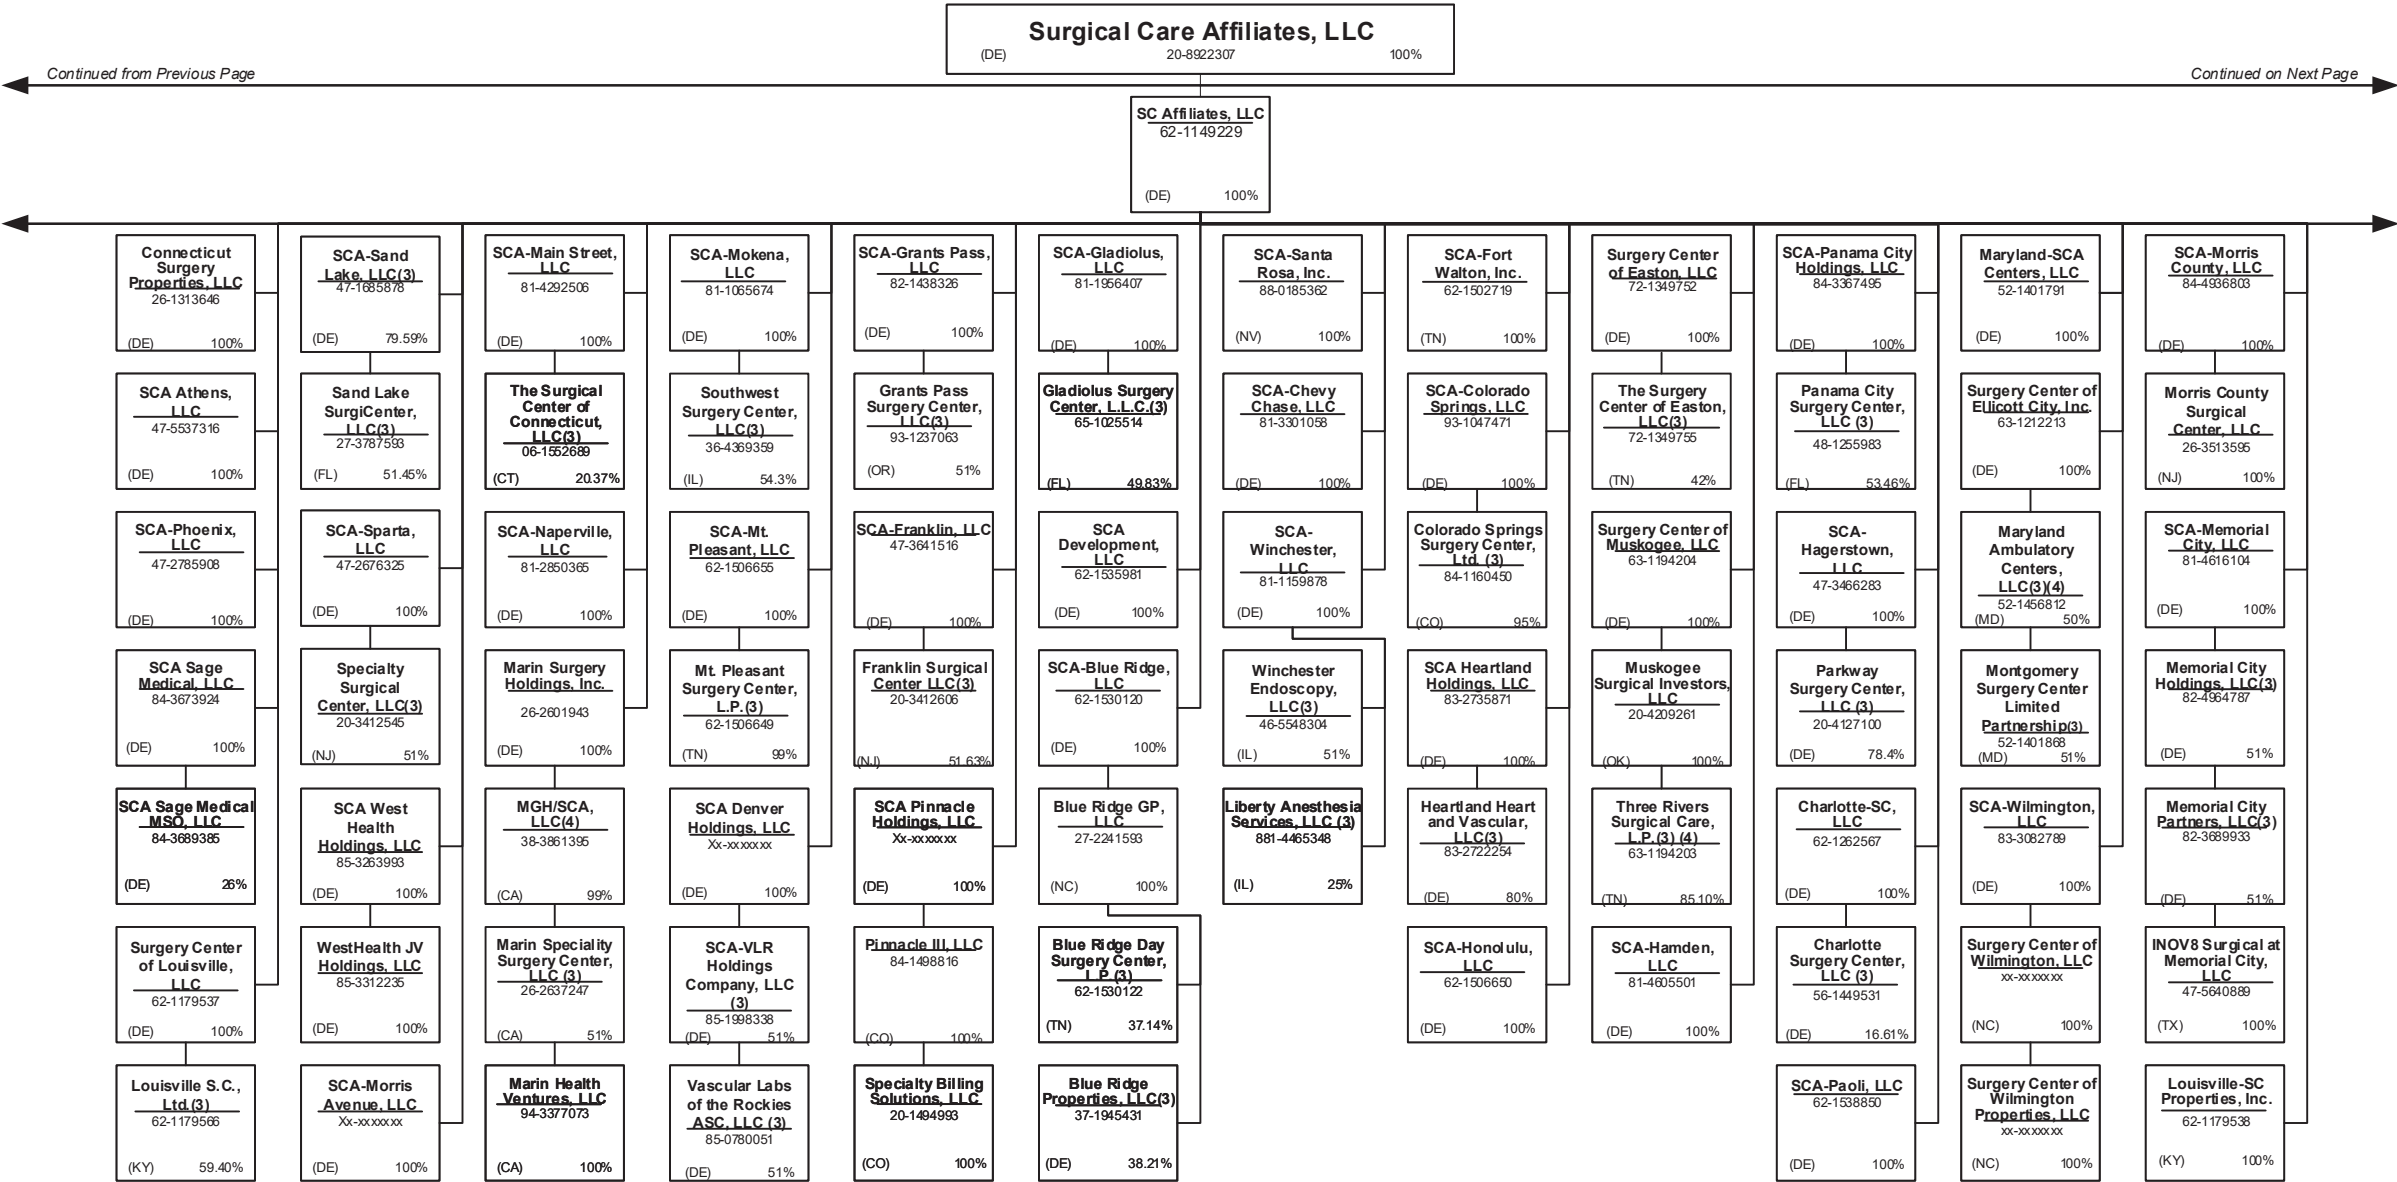 Surgical Care Affiliates, LLC
(DE) 20-8922307 100%
Continued from Previous Page
Continued on Next Page
SC Affiliates, LLC
62-1149229
(DE) 100%
Connecticut
Surgery
Properties, LLC
26-1313646
(DE) 100%
SCA Athens,
LLC
47-5537316
(DE) 100%
SCA-Phoenix,
LLC
47-2785908
(DE) 100%
SCA Sage
Medical, LLC
84-3673924
(DE) 100%
SCA Sage Medical
MSO, LLC
84-3689385
(DE) 26%
Surgery Center
of Louisville,
LLC
62-1179537
(DE) 100%
Louisville S.C.,
Ltd.(3)
62-1179566
(KY) 59.40%
SCA-Sand
Lake, LLC(3)
47-1685878
(DE) 79.59%
Sand Lake
SurgiCenter,
LLC(3)
27-3787593
(FL) 51.45%
SCA-Sparta,
LLC
47-2676325
(DE) 100%
Specialty
Surgical
Center, LLC(3)
20-3412545
(NJ) 51%
SCA West
Health
Holdings, LLC
85-3263993
(DE) 100%
WestHealth JV
Holdings, LLC
85-3312235
(DE) 100%
SCA-Morris
Avenue, LLC
Xx-xxxxxxx
(DE) 100%
SCA-Main Street,
LLC
81-4292506
(DE) 100%
The Surgical
Center of
Connecticut,
LLC(3)
06-1552689
(CT) 20.37%
SCA-Naperville,
LLC
81-2850365
(DE) 100%
Marin Surgery
Holdings, Inc.
26-2601943
(DE) 100%
MGH/SCA,
LLC(4)
38-3861395
(CA) 99%
Marin Speciality
Surgery Center,
LLC (3)
26-2637247
(CA) 51%
Marin Health
Ventures, LLC
94-3377073
(CA) 100%
SCA-Mokena,
LLC
81-1065674
(DE) 100%
Southwest
Surgery Center,
LLC(3)
36-4369359
(IL) 54.3%
SCA-Mt.
Pleasant, LLC
62-1506655
(DE) 100%
Mt. Pleasant
Surgery Center,
L.P.(3)
62-1506649
(TN) 99%
SCA Denver
Holdings, LLC
Xx-xxxxxxx
(DE) 100%
SCA-VLR
Holdings
Company, LLC
(3)
85-1998338
(DE) 51%
Vascular Labs
of the Rockies
ASC, LLC (3)
85-0780051
(DE) 51%
SCA-Grants Pass,
LLC
82-1438326
(DE) 100%
Grants Pass
Surgery Center,
LLC(3)
93-1237063
(OR) 51%
SCA-Franklin, LLC
47-3641516
(DE) 100%
Franklin Surgical
Center LLC(3)
20-3412606
(NJ) 51.63%
SCA Pinnacle
Holdings, LLC
Xx-xxxxxxx
(DE) 100%
Pinnacle III, LLC
84-1498816
(CO) 100%
Specialty Billing
Solutions, LLC
20-1494993
(CO) 100%
SCA-Gladiolus,
LLC
81-1956407
(DE) 100%
Gladiolus Surgery
Center, L.L.C.(3)
65-1025514
(FL) 49.83%
SCA
Development,
LLC
62-1535981
(DE) 100%
SCA-Blue Ridge,
LLC
62-1530120
(DE) 100%
Blue Ridge GP,
LLC
27-2241593
(NC) 100%
Blue Ridge Day
Surgery Center,
L.P.(3)
62-1530122
(TN) 37.14%
Blue Ridge
Properties, LLC(3)
37-1945431
(DE) 38.21%
SCA-Santa
Rosa, Inc.
88-0185362
(NV) 100%
SCA-Chevy
Chase, LLC
81-3301058
(DE) 100%
SCA-
Winchester,
LLC
81-1159878
(DE) 100%
Winchester
Endoscopy,
LLC(3)
46-5548304
(IL) 51%
Liberty Anesthesia
Services, LLC (3)
881-4465348
(IL) 25%
SCA-Fort
Walton, Inc.
62-1502719
(TN) 100%
SCA-Colorado
Springs, LLC
93-1047471
(DE) 100%
Colorado Springs
Surgery Center,
Ltd. (3)
84-1160450
(CO) 95%
SCA Heartland
Holdings, LLC
83-2735871
(DE) 100%
Heartland Heart
and Vascular,
LLC(3)
83-2722254
(DE) 80%
SCA-Honolulu,
LLC
62-1506650
(DE) 100%
Surgery Center
of Easton, LLC
72-1349752
(DE) 100%
The Surgery
Center of Easton,
LLC(3)
72-1349755
(TN) 42%
Surgery Center of
Muskogee, LLC
63-1194204
(DE) 100%
Muskogee
Surgical Investors,
LLC
20-4209261
(OK) 100%
Three Rivers
Surgical Care,
L.P.(3) (4)
63-1194203
(TN) 85.10%
SCA-Hamden,
LLC
81-4605501
(DE) 100%
SCA-Panama City
Holdings, LLC
84-3367495
(DE) 100%
Panama City
Surgery Center,
LLC (3)
48-1255983
(FL) 53.46%
SCA-
Hagerstown,
LLC
47-3466283
(DE) 100%
Parkway
Surgery Center,
LLC (3)
20-4127100
(DE) 78.4%
Charlotte-SC,
LLC
62-1262567
(DE) 100%
Charlotte
Surgery Center,
LLC (3)
56-1449531
(DE) 16.61%
SCA-Paoli, LLC
62-1538850
(DE) 100%
Maryland-SCA
Centers, LLC
52-1401791
(DE) 100%
Surgery Center of
Ellicott City, Inc.
63-1212213
(DE) 100%
Maryland
Ambulatory
Centers,
LLC(3)(4)
52-1456812
(MD) 50%
Montgomery
Surgery Center
Limited
Partnership(3)
52-1401868
(MD) 51%
SCA-Wilmington,
LLC
83-3082789
(DE) 100%
Surgery Center of
Wilmington, LLC
xx-xxxxxxx
(NC) 100%
Surgery Center of
Wilmington
Properties, LLC
xx-xxxxxxx
(NC) 100%
SCA-Morris
County, LLC
84-4936803
(DE) 100%
Morris County
Surgical
Center, LLC
26-3513595
(NJ) 100%
SCA-Memorial
City, LLC
81-4616104
(DE) 100%
Memorial City
Holdings, LLC(3)
82-4964787
(DE) 51%
Memorial City
Partners, LLC(3)
82-3689933
(DE) 51%
INOV8 Surgical at
Memorial City,
LLC
47-5640889
(TX) 100%
Louisville-SC
Properties, Inc.
62-1179538
(KY) 100%